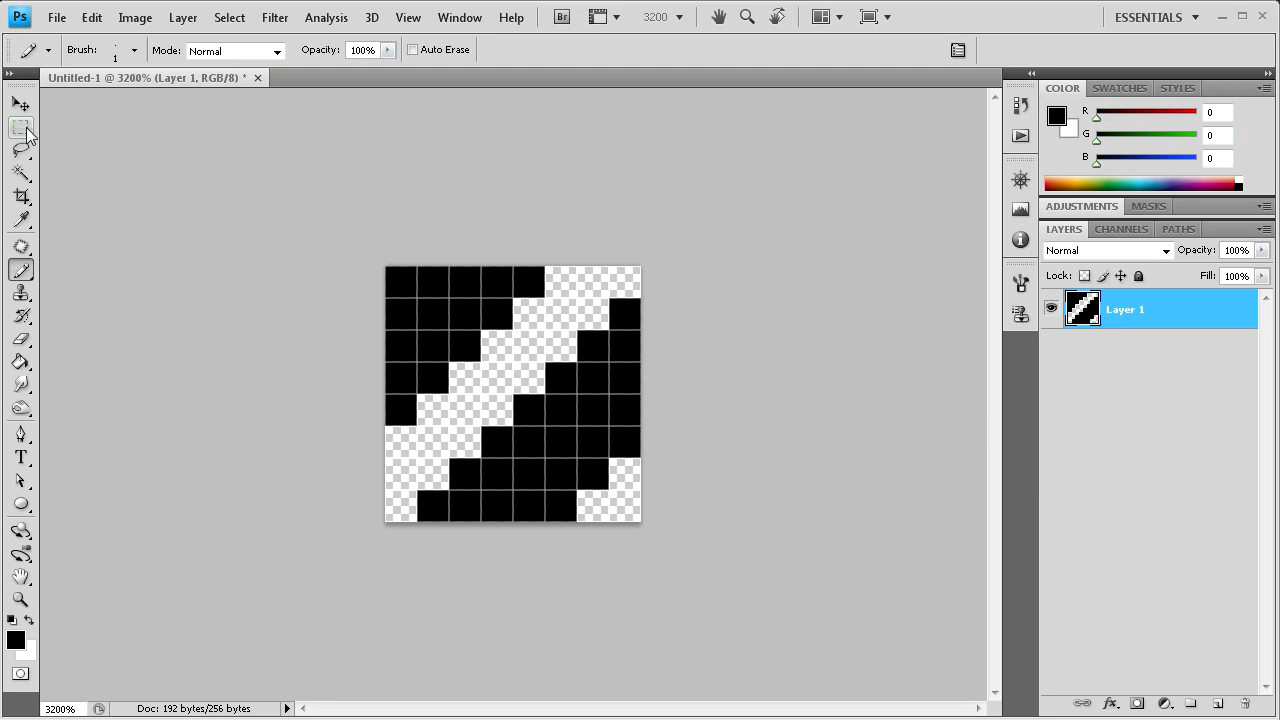 Ps File Edit Image Layer Select Filter Analysis 3D View Window Help Br 3200 ESSENTIALS
Brush: 1 Mode: Normal Opacity: 100% Auto Erase
Untitled-1 @ 3200% (Layer 1, RGB/8) *
COLOR SWATCHES STYLES
R 0
G 0
B 0
ADJUSTMENTS MASKS
LAYERS CHANNELS PATHS
Normal Opacity: 100%
Lock: Fill: 100%
Layer 1
T
3200% Doc: 192 bytes/256 bytes
fx